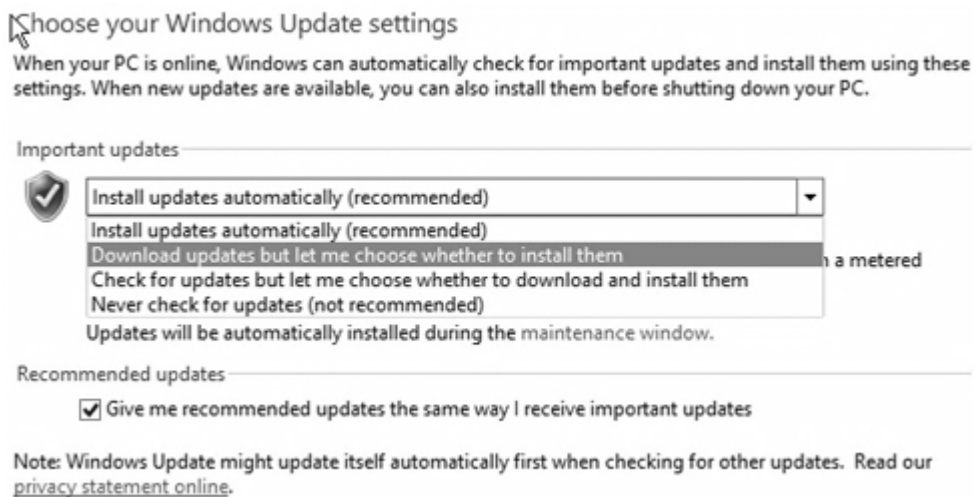 Choose your Windows Update settings
When your PC is online, Windows can automatically check for important updates and install them using these
settings. When new updates are available, you can also install them before shutting down your PC.
Important updates
Install updates automatically (recommended)
Install updates automatically (recommended)
Download updates but let me choose whether to install them
a metered
Check for updates but let me choose whether to download and install them
Never check for updates (not recommended)
Updates will be automatically installed during the maintenance window.
Recommended updates
Give me recommended updates the same way I receive important updates
Note: Windows Update might update itself automatically first when checking for other updates. Read our
privacy statement online.